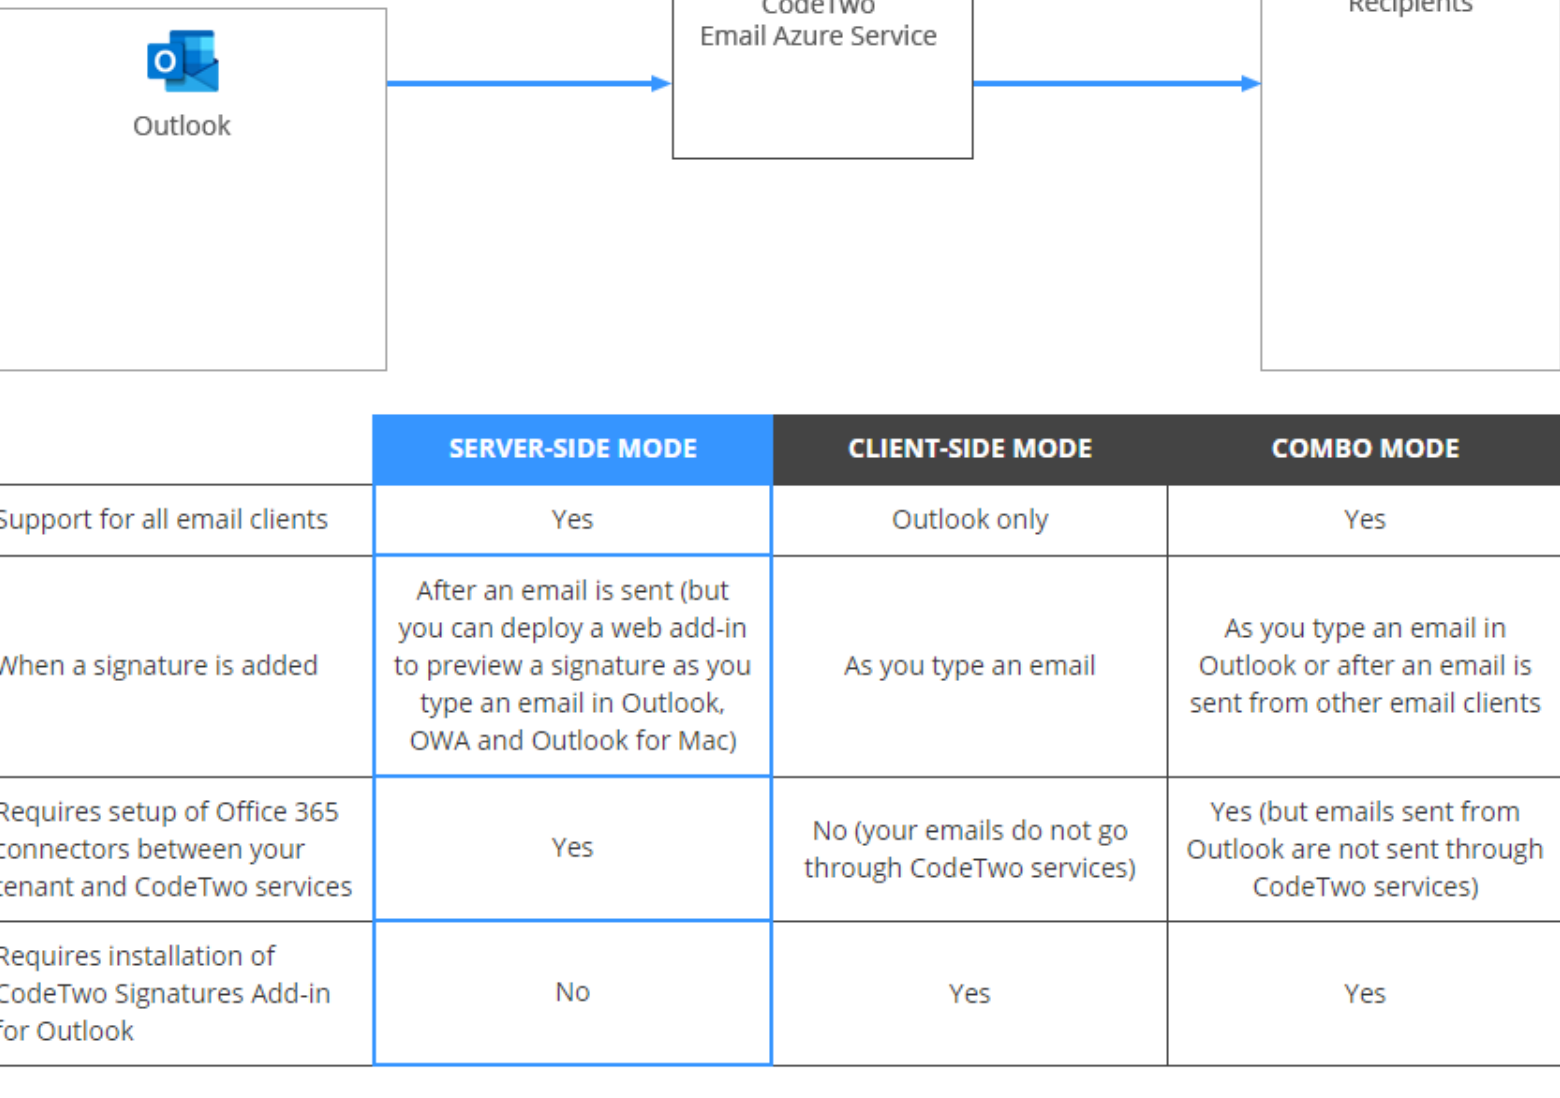 CodeTwo
Recipients
Email Azure Service
O
Outlook
SERVER-SIDE MODE
CLIENT-SIDE MODE
COMBO MODE
Support for all email clients
Yes
Outlook only
Yes
When a signature is added
After an email is sent (but
you can deploy a web add-in
to preview a signature as you
type an email in Outlook,
OWA and Outlook for Mac)
As you type an email
As you type an email in
Outlook or after an email is
sent from other email clients
Requires setup of Office 365
connectors between your
tenant and CodeTwo services
Yes
No (your emails do not go
through CodeTwo services)
Yes (but emails sent from
Outlook are not sent through
CodeTwo services)
Requires installation of
CodeTwo Signatures Add-in
for Outlook
No
Yes
Yes